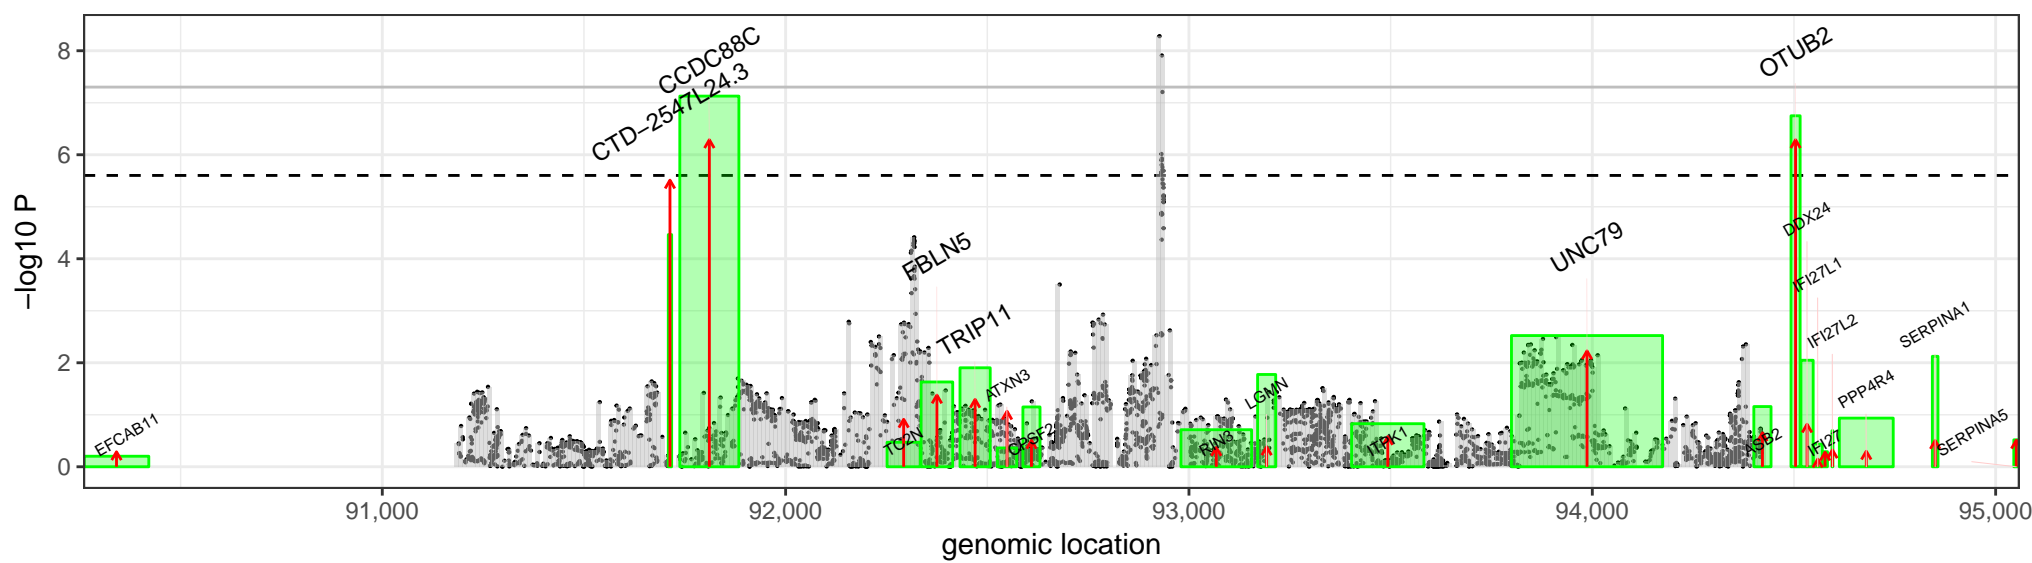 CCDC88C
CTD−2547L24.3
OTUB2
8
6
4
2
0
−log10 P
FBLN5
TRIP11
UNC79
DDX24
IFI27L1
IFI27L2
SERPINA1
EFCAB11
TC2N
ATXN3
CPSF2
RIN3
LGMN
ITPK1
ASB2
IFI27
PPP4R4
SERPINA5
91,000
92,000
93,000
94,000
95,000
genomic location